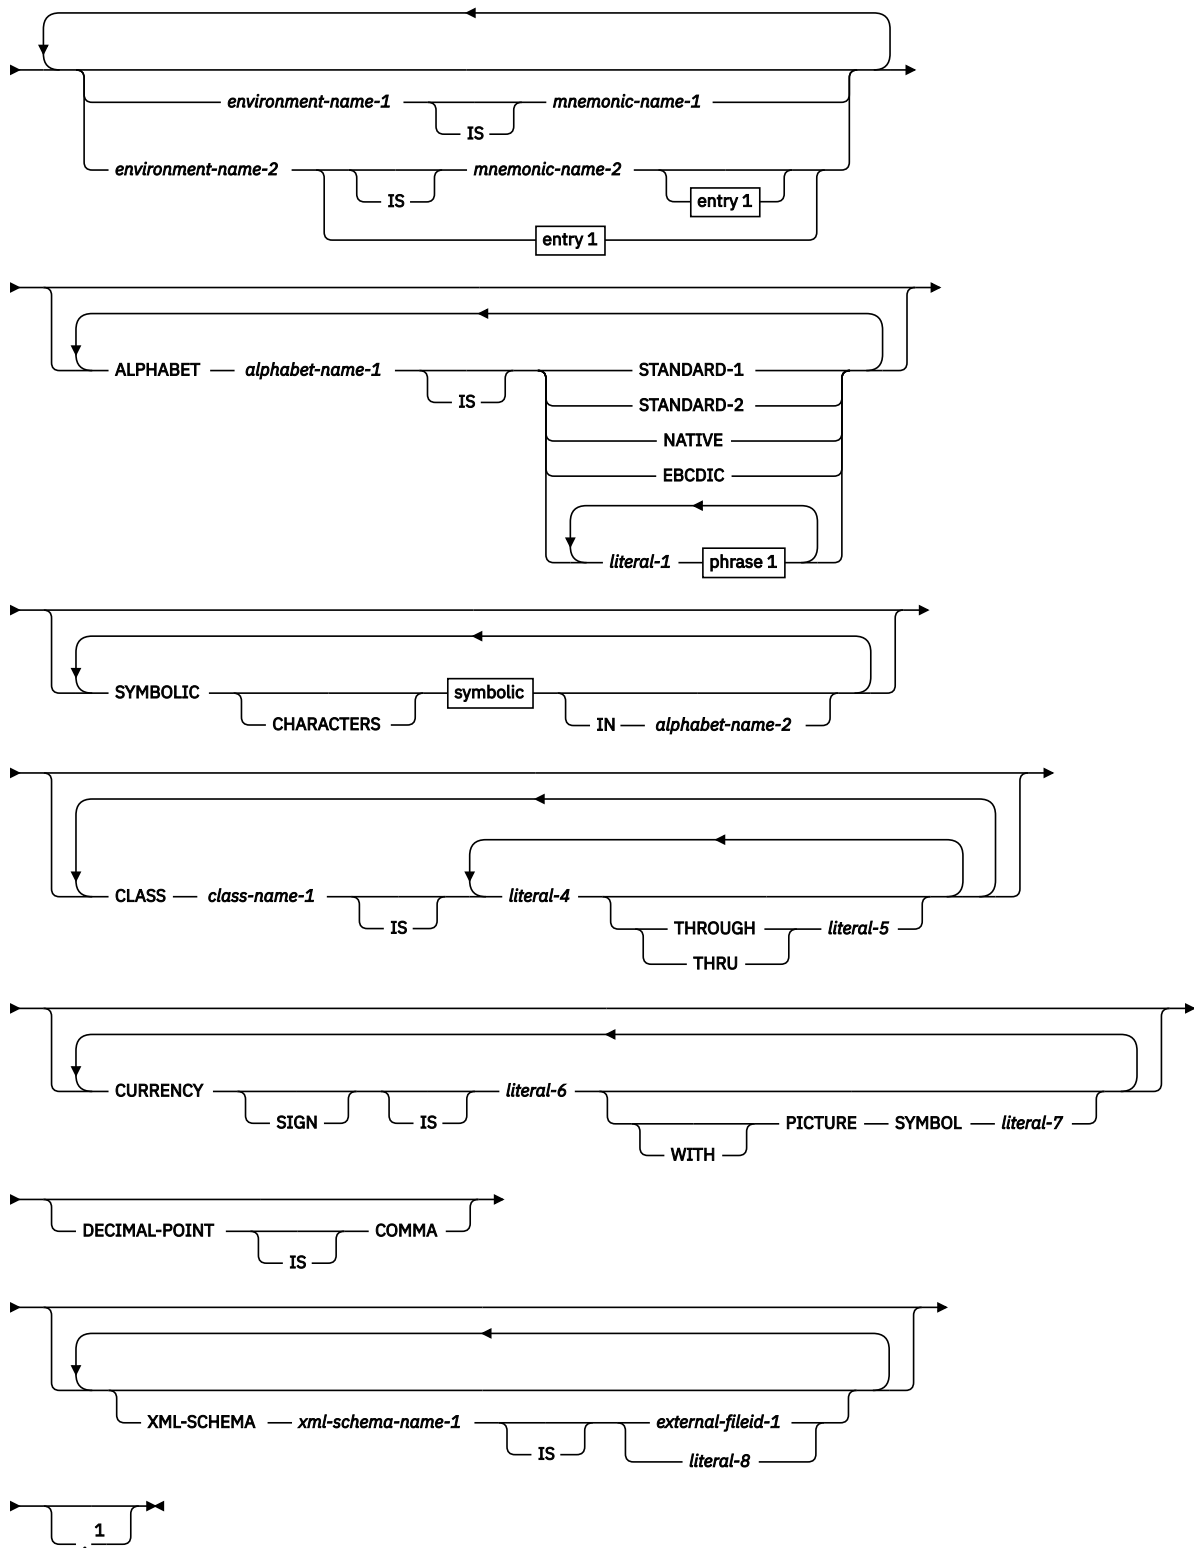 environment-name-1 mnemonic-name-1
IS
environment-name-2 mnemonic-name-2
IS entry 1
entry 1
ALPHABET alphabet-name-1 STANDARD-1
IS STANDARD-2
NATIVE
EBCDIC
literal-1 phrase 1
SYMBOLIC symbolic
CHARACTERS IN alphabet-name-2
CLASS class-name-1 literal-4
IS THROUGH literal-5
THRU
CURRENCY literal-6
SIGN IS PICTURE SYMBOL literal-7
WITH
DECIMAL-POINT COMMA
IS
XML-SCHEMA xml-schema-name-1 external-fileid-1
IS literal-8
1